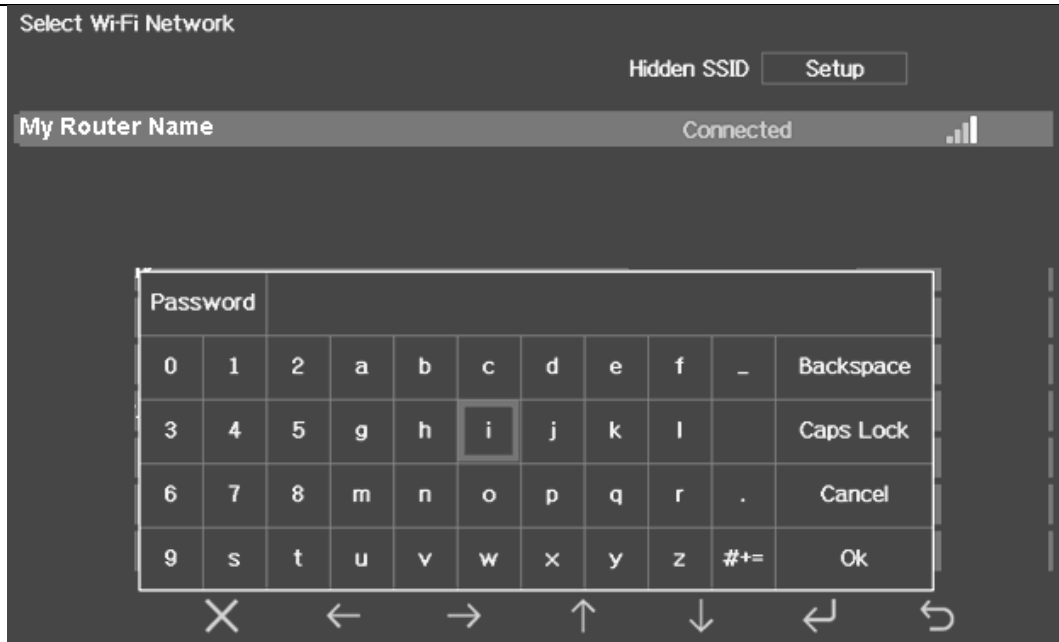 Select Wi-Fi Network
Hidden SSID Setup
My Router Name Connected
Password
0 1 2 a b c d e f _ Backspace
3 4 5 g h i j k l Caps Lock
6 7 8 m n o p q r . Cancel
9 s t u v w x y z #+= Ok